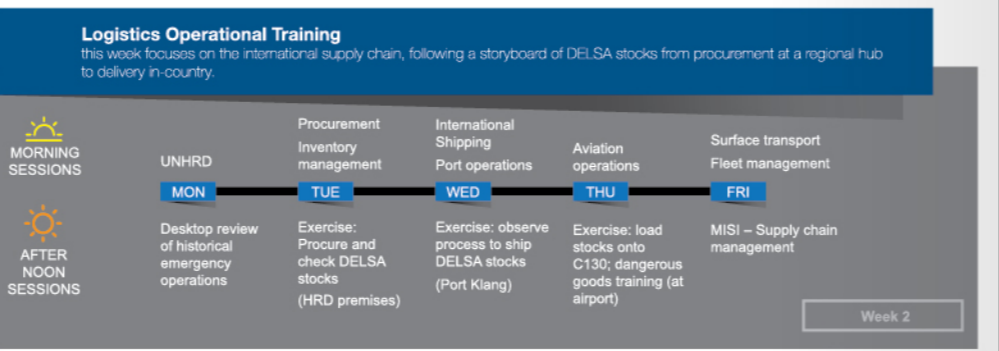 Logistics Operational Training
this week focuses on the international supply chain, following a storyboard of DELSA stocks from procurement at a regional hub
to delivery in-country.
MORNING
SESSIONS
UNHRD
Procurement
Inventory
management
International
Shipping
Port operations
Aviation
operations
Surface transport
Fleet management
MON
TUE
WED
THU
FRI
AFTER
NOON
SESSIONS
Desktop review
of historical
emergency
operations
Exercise:
Procure and
check DELSA
stocks
(HRD premises)
Exercise: observe
process to ship
DELSA stocks
(Port Klang)
Exercise: load
stocks onto
C130; dangerous
goods training (at
airport)
MISI – Supply chain
management
Week 2